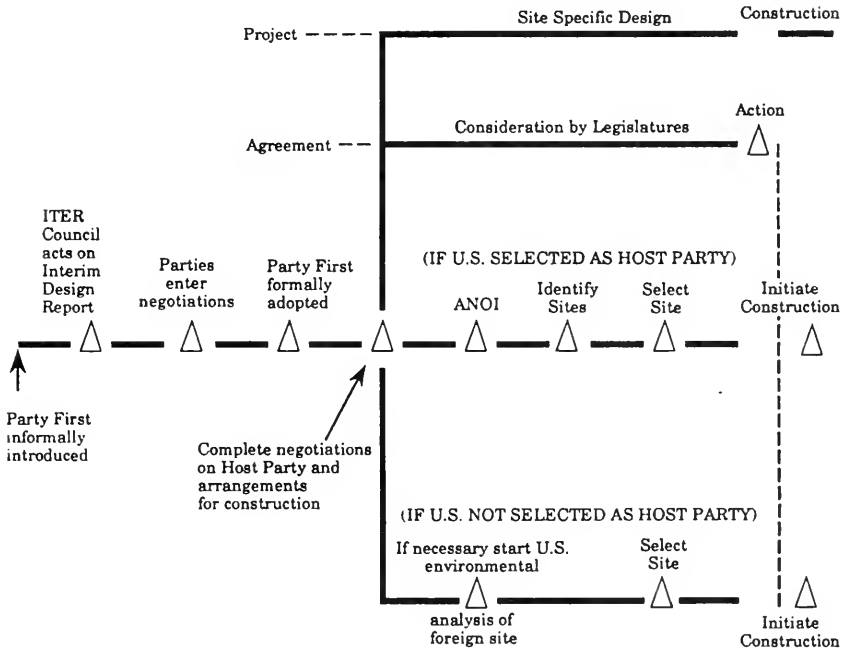 Site Specific Design
Construction
Project
Action
Consideration by Legislatures
Agreement
ITER
Council
acts on
Interim
Design
Report
Parties
enter
negotiations
Party First
formally
adopted
(IF U.S. SELECTED AS HOST PARTY)
ANOI
Identify
Sites
Select
Site
Initiate
Construction
Party First
informally
introduced
Complete negotiations
on Host Party and
arrangements
for construction
(IF U.S. NOT SELECTED AS HOST PARTY)
If necessary start U.S.
environmental
analysis of
foreign site
Select
Site
Initiate
Construction